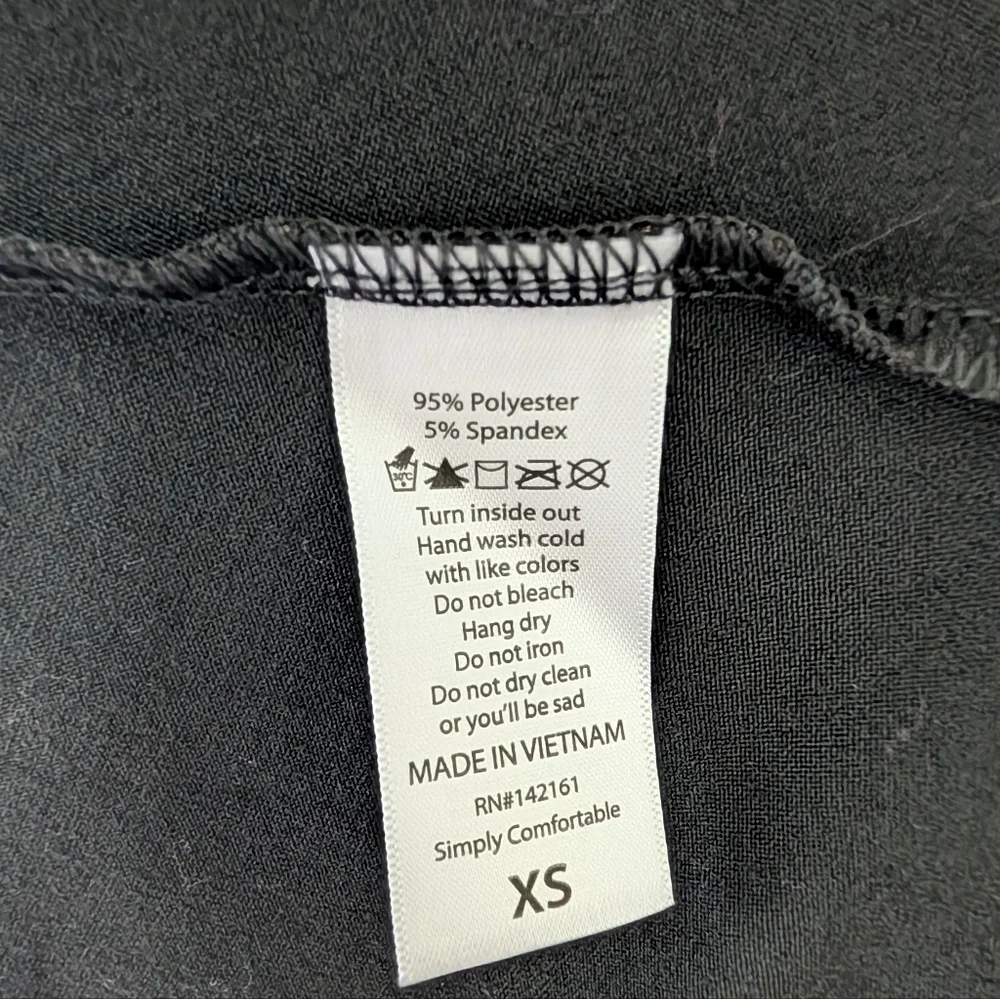 95% Polyester
5% Spandex
30°C
Turn inside out
Hand wash cold
with like colors
Do not bleach
Hang dry
Do not iron
Do not dry clean
or you'll be sad
MADE IN VIETNAM
RN#142161
Simply Comfortable
XS